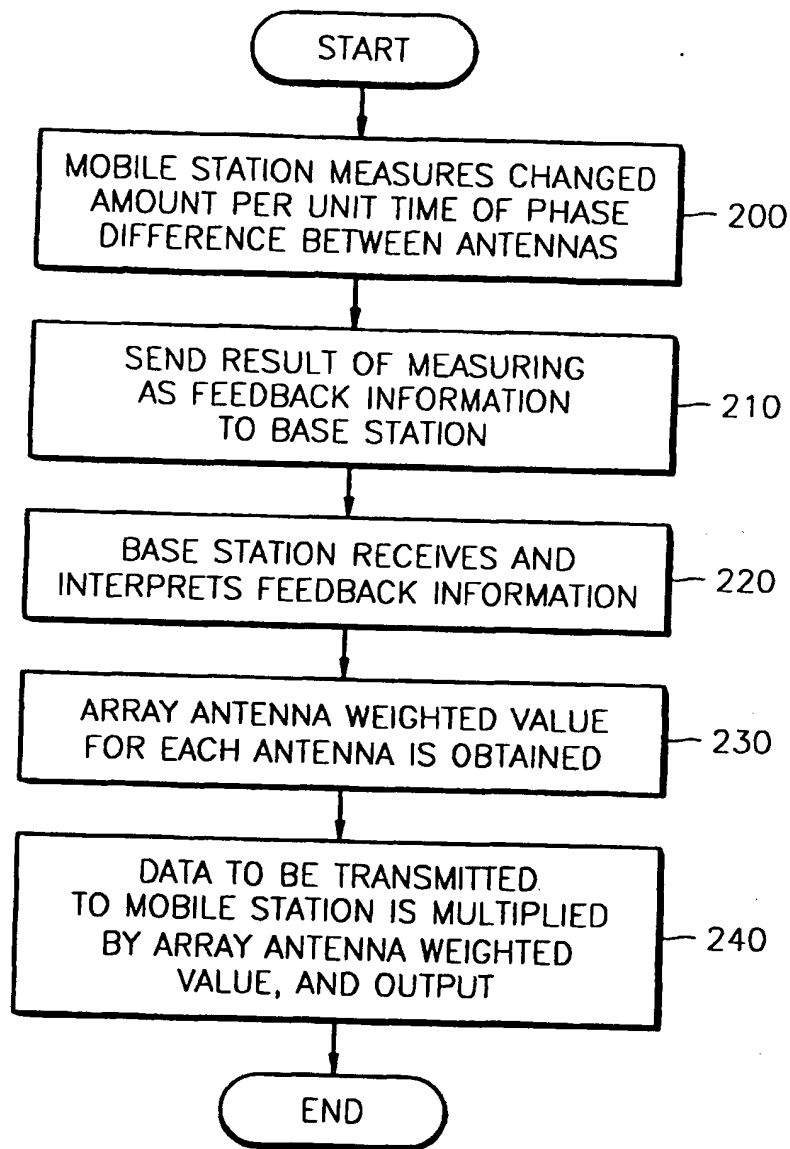 START
MOBILE STATION MEASURES CHANGED
AMOUNT PER UNIT TIME OF PHASE
DIFFERENCE BETWEEN ANTENNAS
200
SEND RESULT OF MEASURING
AS FEEDBACK INFORMATION
TO BASE STATION
210
BASE STATION RECEIVES AND
INTERPRETS FEEDBACK INFORMATION
220
ARRAY ANTENNA WEIGHTED VALUE
FOR EACH ANTENNA IS OBTAINED
230
DATA TO BE TRANSMITTED
TO MOBILE STATION IS MULTIPLIED
BY ARRAY ANTENNA WEIGHTED
VALUE, AND OUTPUT
240
END